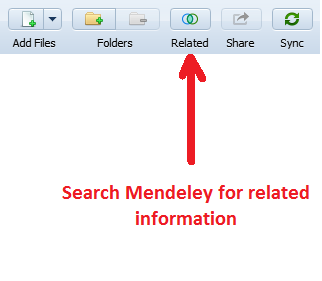 Add Files Folders Related Share Sync
Search Mendeley for related
information